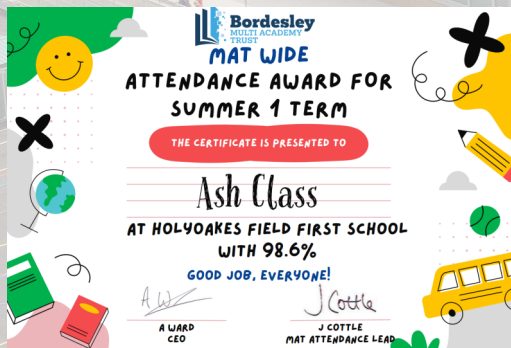 Bordesley
MULTI ACADEMY
TRUST
MAT WIDE
ATTENDANCE AWARD FOR
SUMMER 1 TERM
THE CERTIFICATE IS PRESENTED TO
Ash Class
AT HOLYOAKES FIELD FIRST SCHOOL
WITH 98.6%
GOOD JOB, EVERYONE!
J Cottle
A WARD
CEO
J COTTLE
MAT ATTENDANCE LEAD